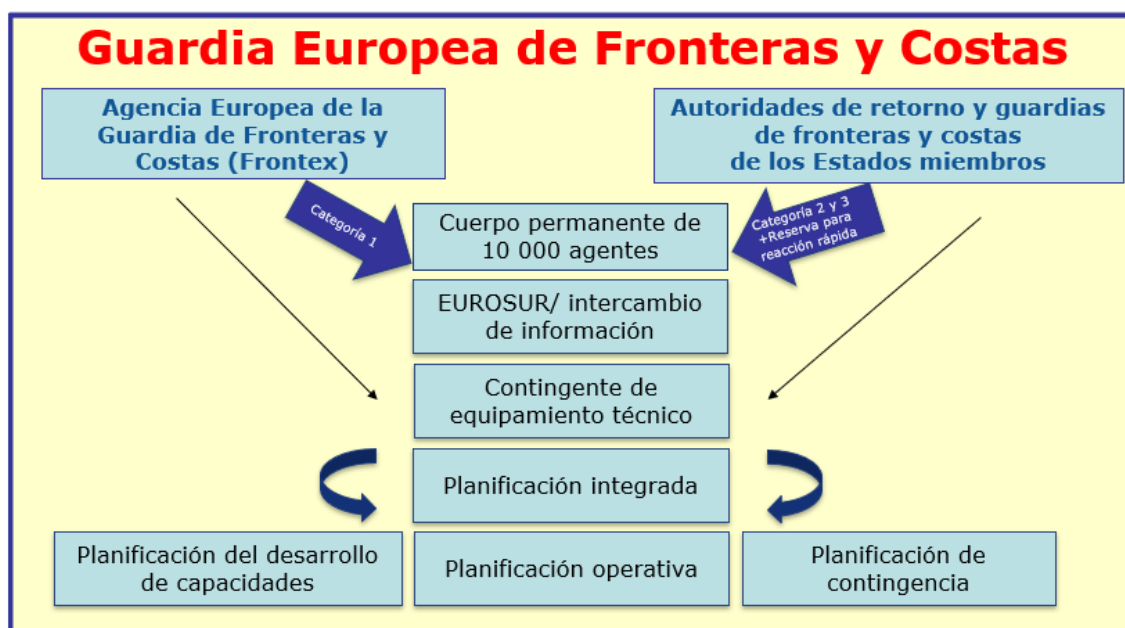 Guardia Europea de Fronteras y Costas
Agencia Europea de la
Guardia de Fronteras y
Costas (Frontex)
Autoridades de retorno y guardias
de fronteras y costas
de los Estados miembros
Categoría 1
Categoría 2 y 3
+Reserva para
reacción rápida
Cuerpo permanente de
10 000 agentes
EUROSUR/ intercambio
de información
Contingente de
equipamiento técnico
Planificación integrada
Planificación del desarrollo
de capacidades
Planificación operativa
Planificación de
contingencia